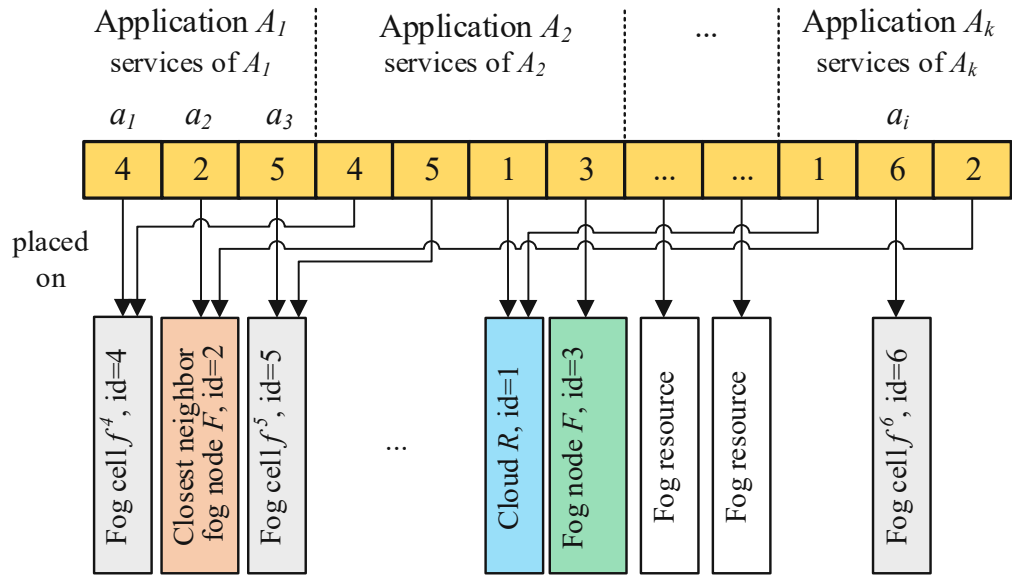 Application A₁
services of A₁
Application A₂
services of A₂
...
Application Aₖ
services of Aₖ
a₁ a₂ a₃ aᵢ
4 2 5 4 5 1 3 ... ... 1 6 2
placed
on
Fog cell f⁴, id=4
Closest neighbor
fog node F, id=2
Fog cell f⁵, id=5
...
Cloud R, id=1
Fog node F, id=3
Fog resource
Fog resource
Fog cell f⁶, id=6